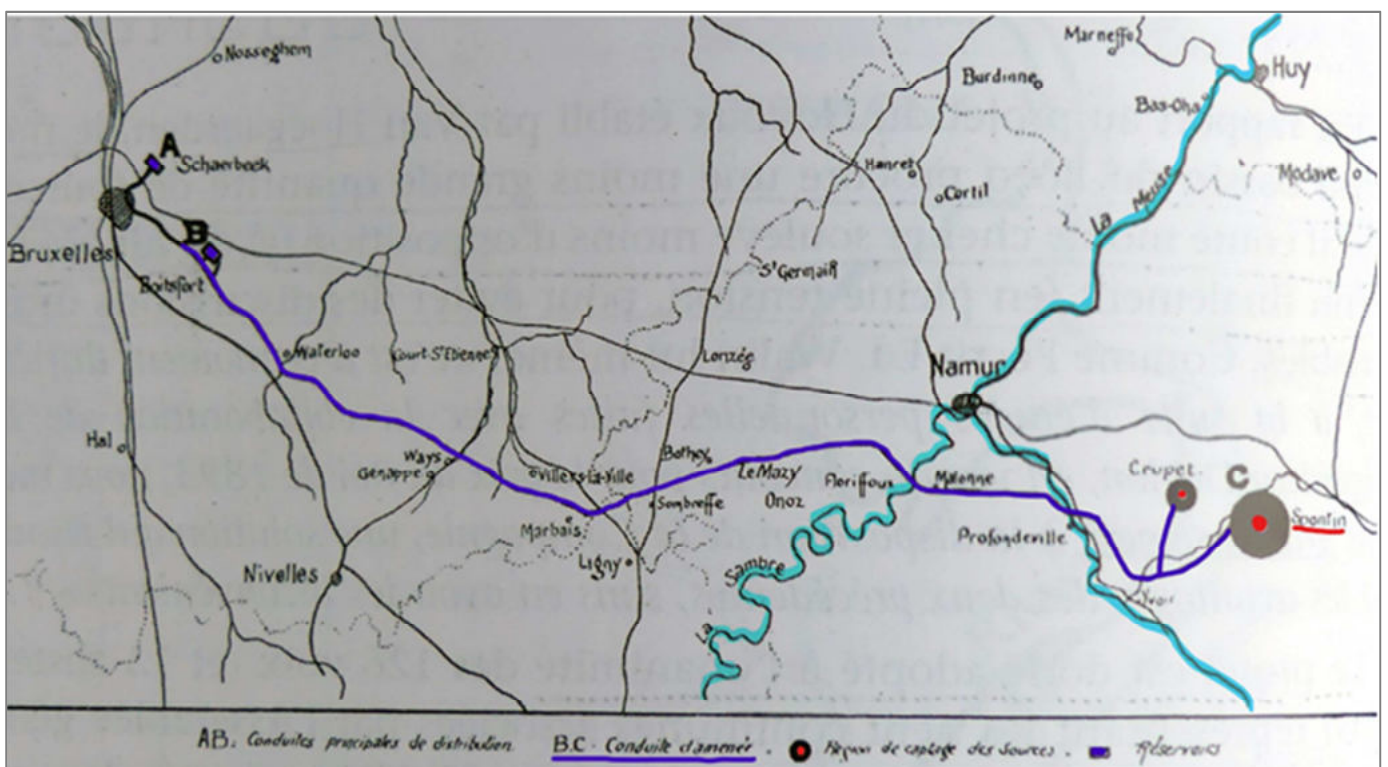 Nosseghem
Marneffe
Huy
Burdinne
Bas-Oha
A
Schaerbeek
Hanret
Modave
Cortil
La Meuse
B
Bruxelles
St Germain
Boitsfort
Waterloo
Court-St Etienne
Lonzée
Namur
Hal
Ways
Genappe
Villers-la-Ville
Bothey
Le Mazy
Onoz
Floriffoux
Malonne
Crupet
C
Spontin
Sombreffe
Marbais
Profondeville
Ligny
Nivelles
La Sambre
Yvoir
AB: Conduites principales de distribution. B.C - Conduite d'amenée. Région de captage des sources. Réservoirs